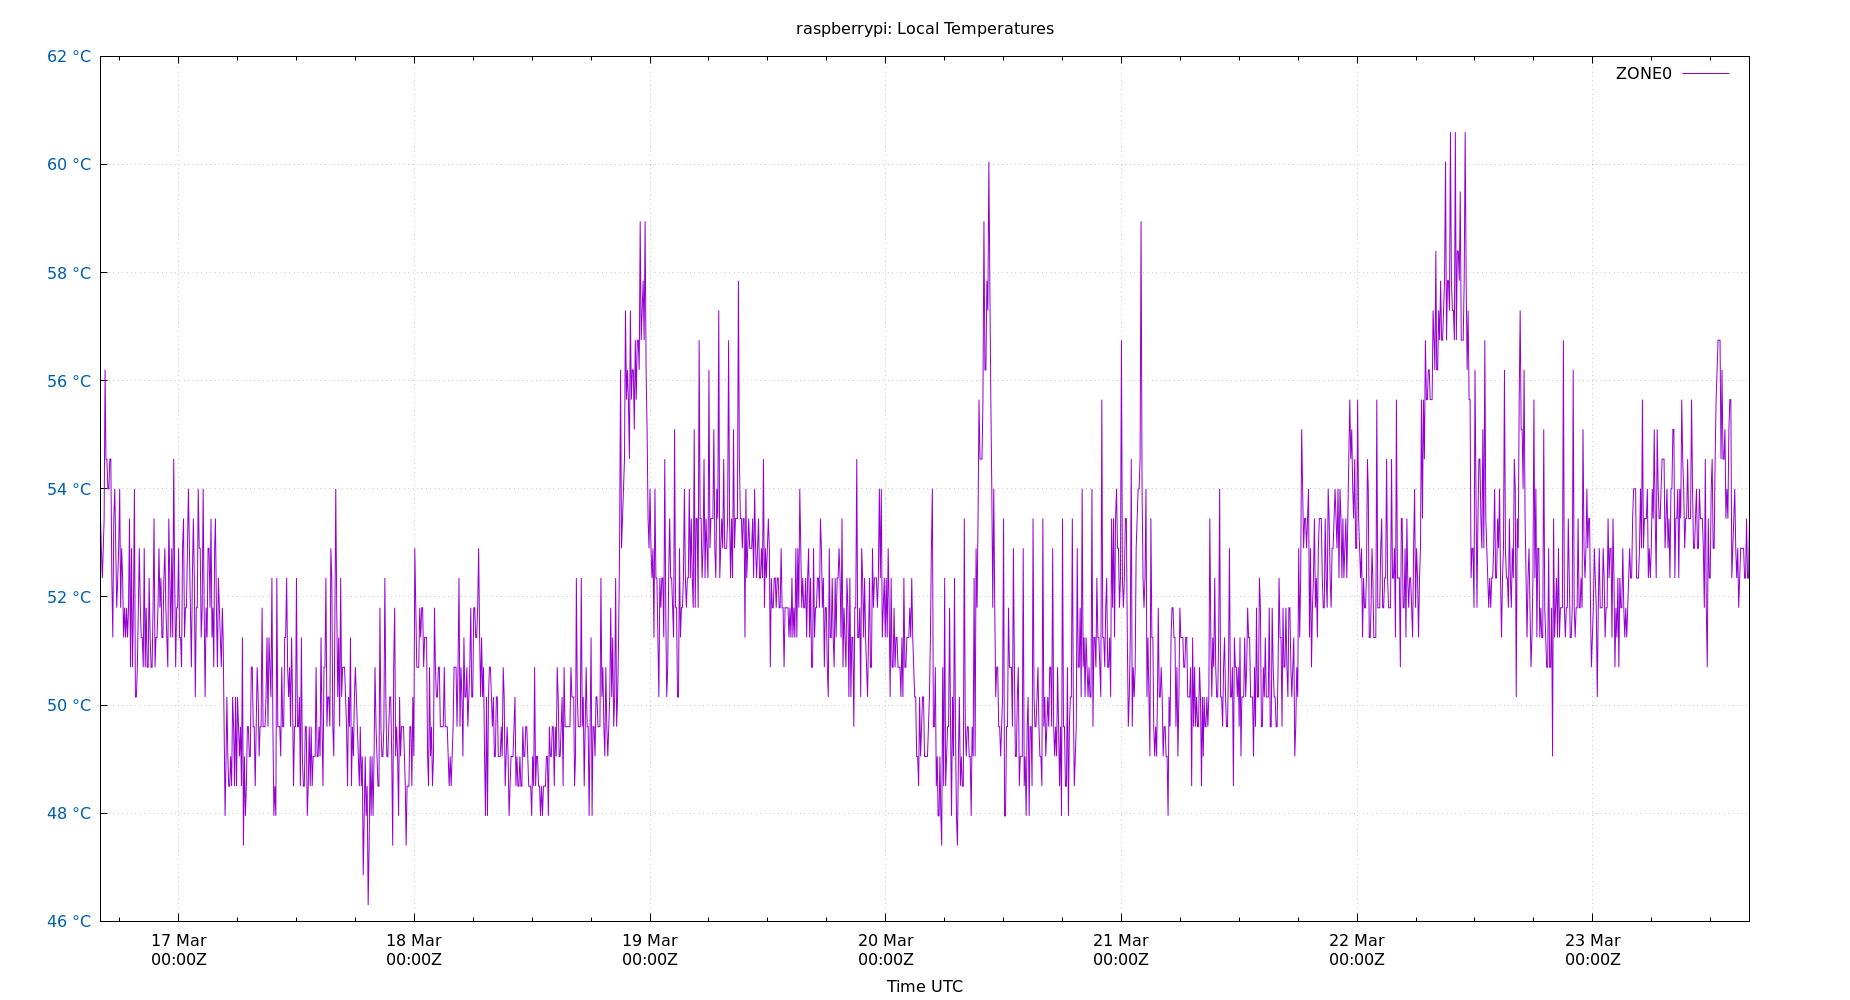 raspberrypi: Local Temperatures
62 °C
ZONE0
60 °C
58 °C
56 °C
54 °C
52 °C
50 °C
48 °C
46 °C
17 Mar 18 Mar 19 Mar 20 Mar 21 Mar 22 Mar 23 Mar
00:00Z 00:00Z 00:00Z 00:00Z 00:00Z 00:00Z 00:00Z
Time UTC